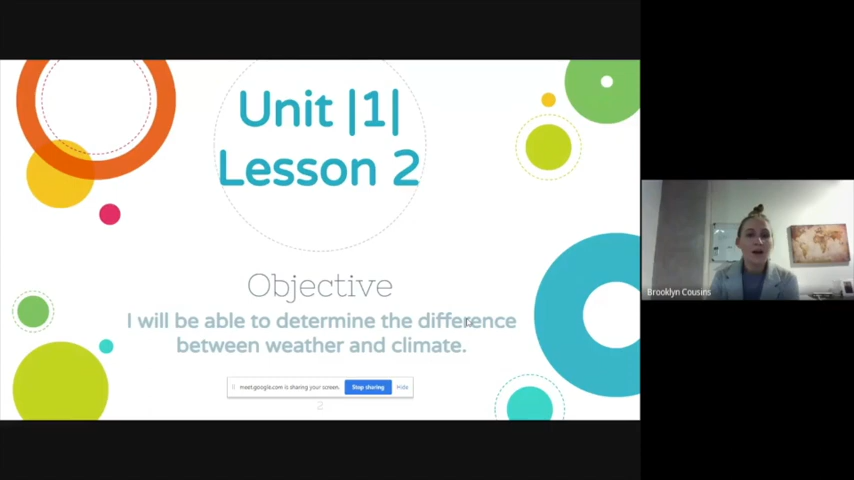 Unit |1|
Lesson 2
Objective
I will be able to determine the difference
between weather and climate.
meet.google.com is sharing your screen. Stop sharing Hide
2
Brooklyn Cousins